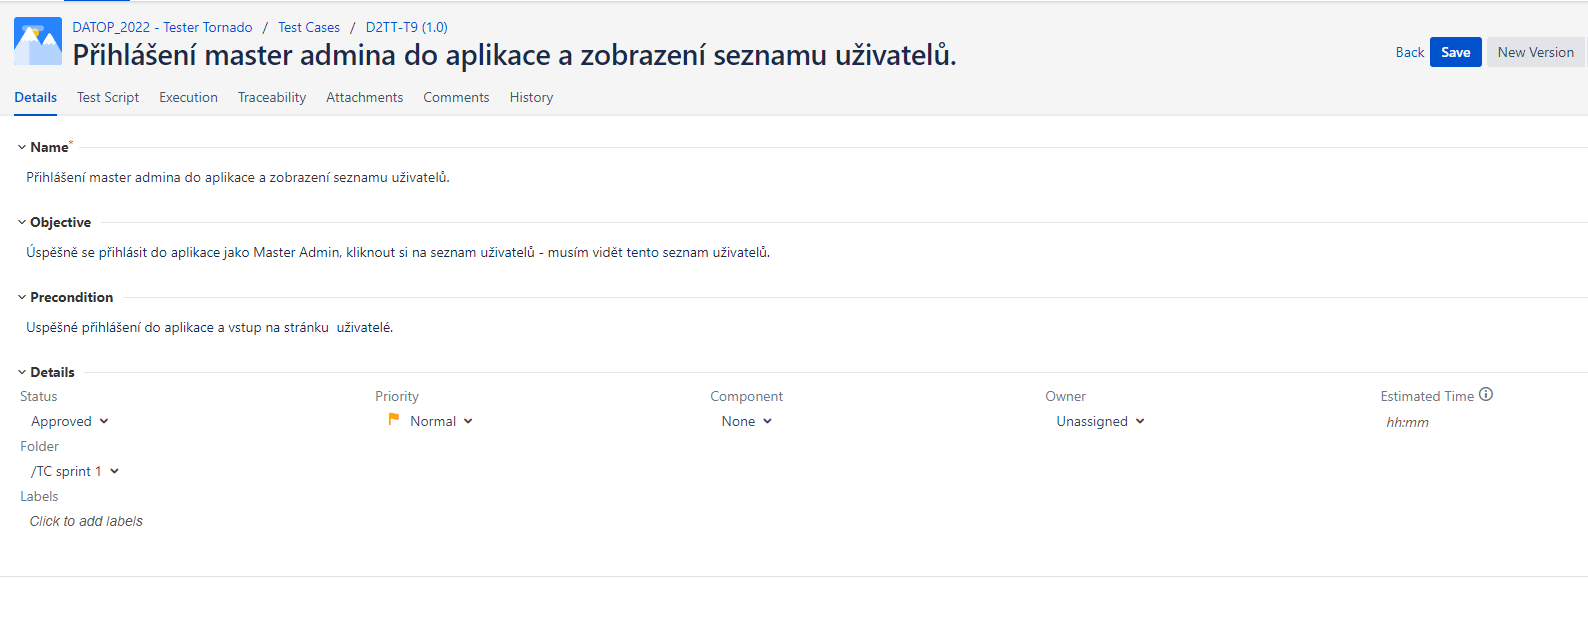 DATOP_2022 - Tester Tornado / Test Cases / D2TT-T9 (1.0)
Přihlášení master admina do aplikace a zobrazení seznamu uživatelů.
Back Save New Version
Details Test Script Execution Traceability Attachments Comments History
Name*
Přihlášení master admina do aplikace a zobrazení seznamu uživatelů.
Objective
Úspěšně se přihlásit do aplikace jako Master Admin, kliknout si na seznam uživatelů - musím vidět tento seznam uživatelů.
Precondition
Uspěšné přihlášení do aplikace a vstup na stránku uživatelé.
Details
Status Priority Component Owner Estimated Time
Approved Normal None Unassigned hh:mm
Folder
/TC sprint 1
Labels
Click to add labels